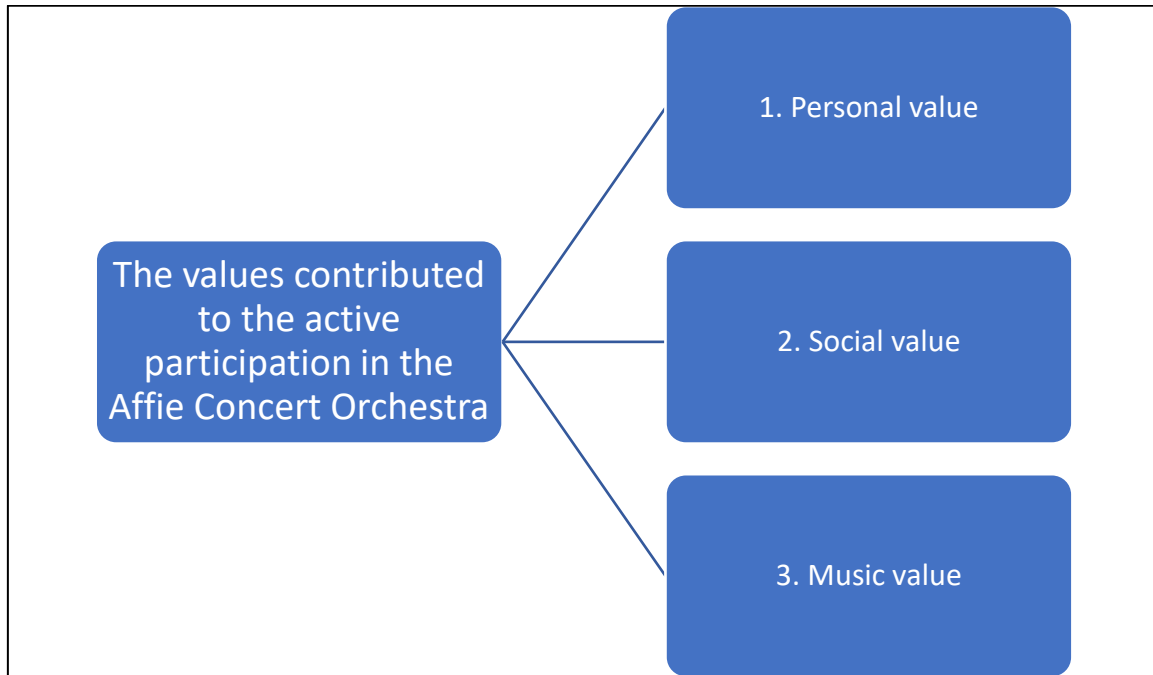 The values contributed
to the active
participation in the
Affie Concert Orchestra
1. Personal value
2. Social value
3. Music value